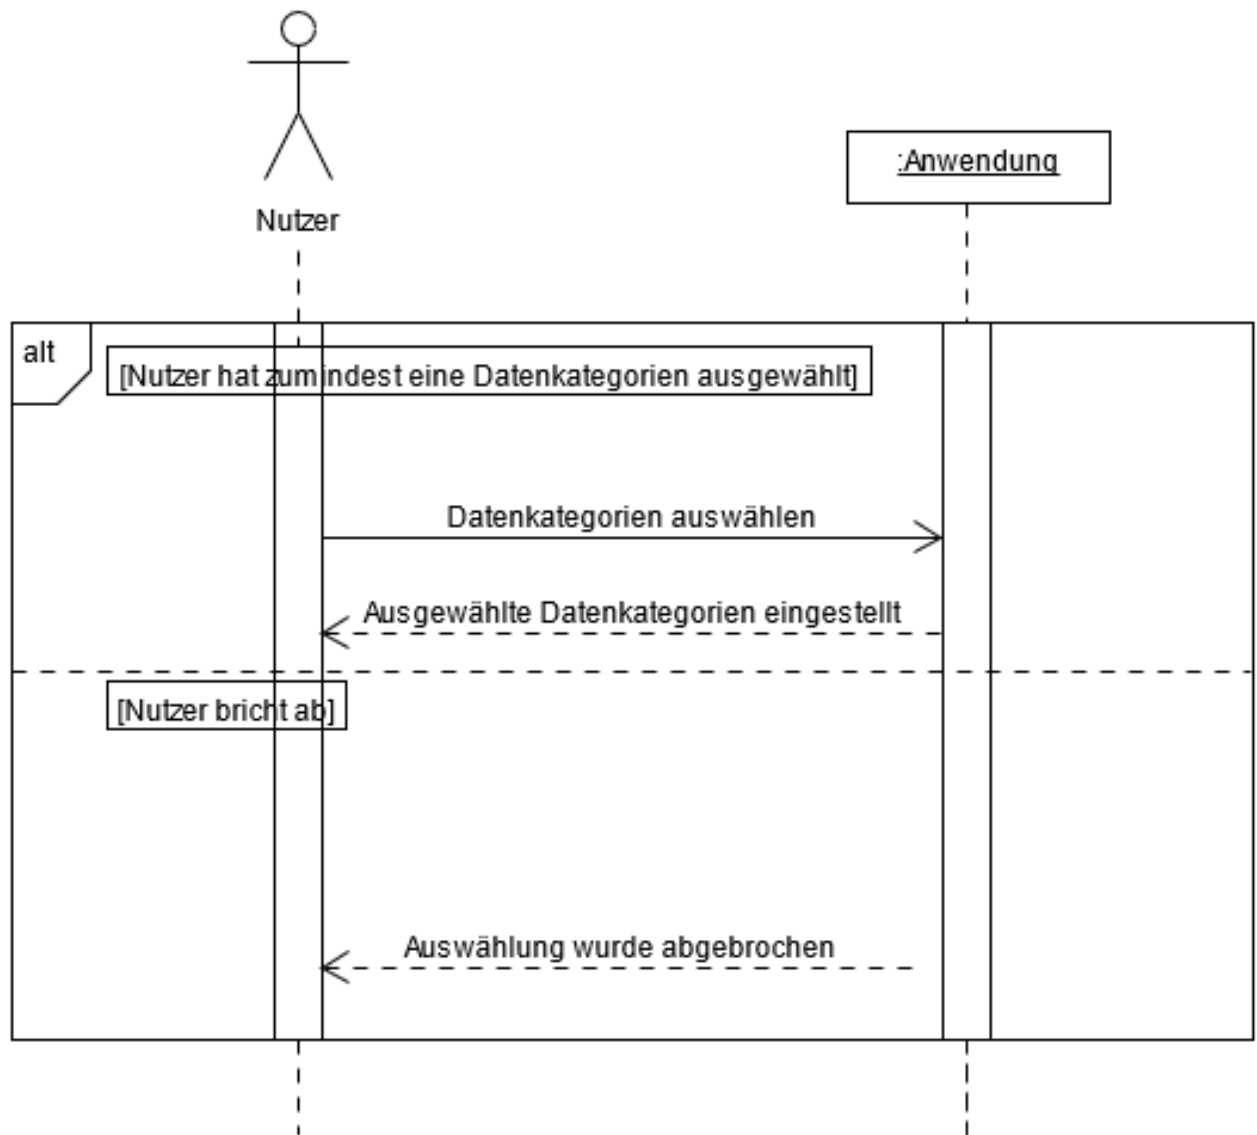 Nutzer
:Anwendung
alt
[Nutzer hat zumindest eine Datenkategorien ausgewählt]
Datenkategorien auswählen
Ausgewählte Datenkategorien eingestellt
[Nutzer bricht ab]
Auswählung wurde abgebrochen